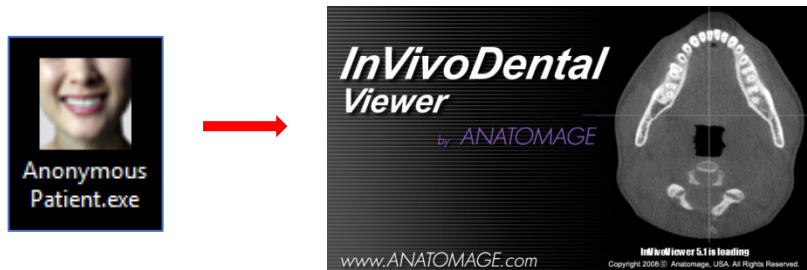 Anonymous
Patient.exe
InVivoDental
Viewer
by ANATOMAGE
www.ANATOMAGE.com
InVivoViewer 5.1 is loading
Copyright 2008© Anatomage, USA. All Rights Reserved.